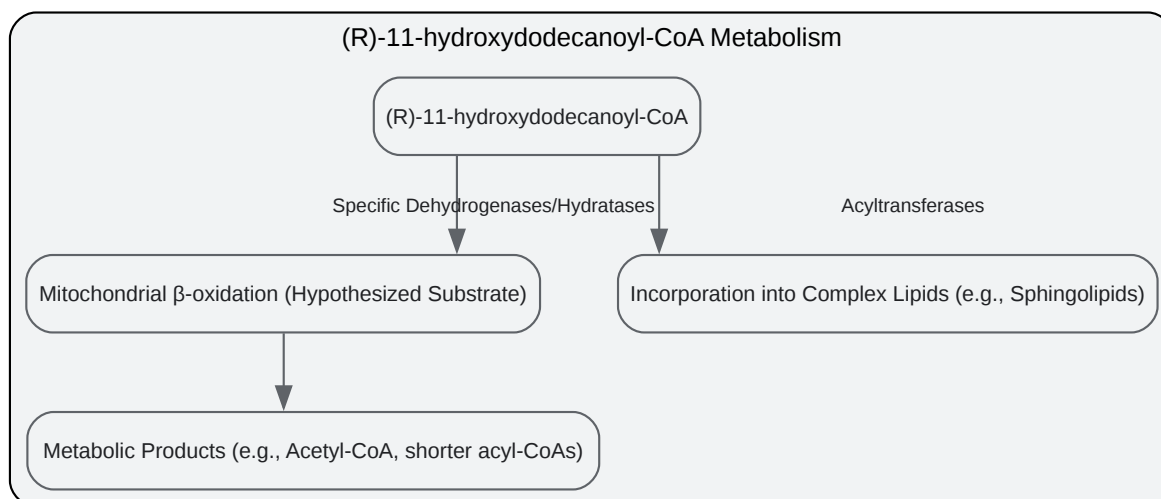 (R)-11-hydroxydodecanoyl-CoA Metabolism
(R)-11-hydroxydodecanoyl-CoA
Specific Dehydrogenases/Hydratases
Acyltransferases
Mitochondrial β-oxidation (Hypothesized Substrate)
Incorporation into Complex Lipids (e.g., Sphingolipids)
Metabolic Products (e.g., Acetyl-CoA, shorter acyl-CoAs)